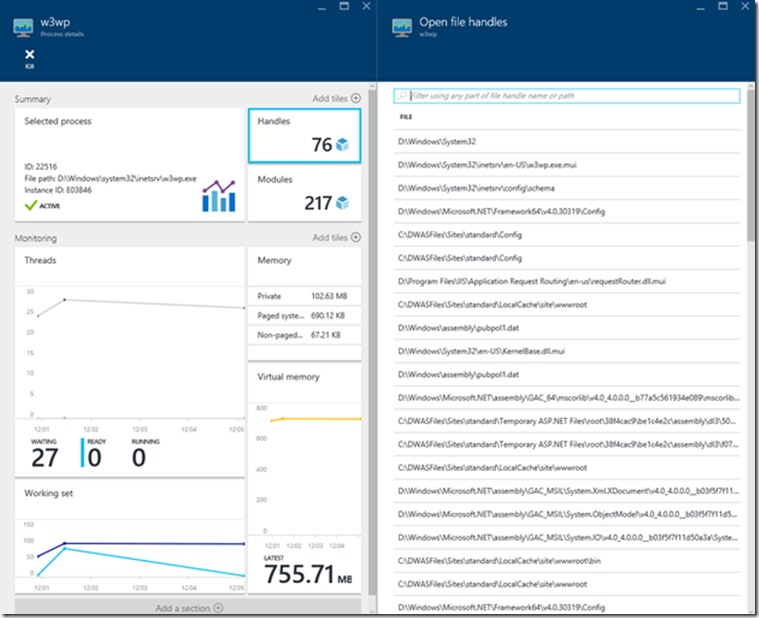 w3wp
Process details
Kill
Summary
Add tiles
Selected process
ID: 22516
File path: D:\Windows\system32\inetsrv\w3wp.exe
Instance ID: E03B46
ACTIVE
Handles
76
Modules
217
Monitoring
Add tiles
Threads
30
25
20
15
10
5
0
12:01 12:02 12:03 12:04 12:05
WAITING READY RUNNING
27 0 0
Memory
Private 102.63 MB
Paged syste... 690.12 KB
Non-paged... 67.21 KB
Virtual memory
800
600
400
200
0
12:01 12:02 12:03 12:04
LATEST
755.71 MB
Working set
150
100
50
0
12:01 12:02 12:03 12:04 12:05
Add a section
Open file handles
w3wp
Filter using any part of file handle name or path
FILE
D:\Windows\System32
D:\Windows\System32\inetsrv\en-US\w3wp.exe.mui
D:\Windows\System32\inetsrv\config\schema
D:\Windows\Microsoft.NET\Framework64\v4.0.30319\Config
C:\DWASFiles\Sites\standard\Config
C:\DWASFiles\Sites\standard\Config
D:\Program Files\IIS\Application Request Routing\en-us\requestRouter.dll.mui
C:\DWASFiles\Sites\standard\LocalCache\site\wwwroot
D:\Windows\assembly\pubpol1.dat
D:\Windows\System32\en-US\KernelBase.dll.mui
D:\Windows\assembly\pubpol1.dat
D:\Windows\Microsoft.NET\assembly\GAC_64\mscorlib\v4.0_4.0.0.0__b77a5c561934e089\mscorlib...
C:\DWASFiles\Sites\standard\Temporary ASP.NET Files\root\38f4cac9\be1c4e2c\assembly\dl3\50...
C:\DWASFiles\Sites\standard\Temporary ASP.NET Files\root\38f4cac9\be1c4e2c\assembly\dl3\f07...
C:\DWASFiles\Sites\standard\LocalCache\site\wwwroot
D:\Windows\Microsoft.NET\assembly\GAC_MSIL\System.Xml.XDocument\v4.0_4.0.0.0__b03f5f7f11...
D:\Windows\Microsoft.NET\assembly\GAC_MSIL\System.ObjectModel\v4.0_4.0.0.0__b03f5f7f11d5...
D:\Windows\Microsoft.NET\assembly\GAC_MSIL\System.IO\v4.0_4.0.0.0__b03f5f7f11d50a3a\Syste...
C:\DWASFiles\Sites\standard\LocalCache\site\wwwroot\bin
C:\DWASFiles\Sites\standard\LocalCache\site\wwwroot
D:\Windows\Microsoft.NET\Framework64\v4.0.30319\Config